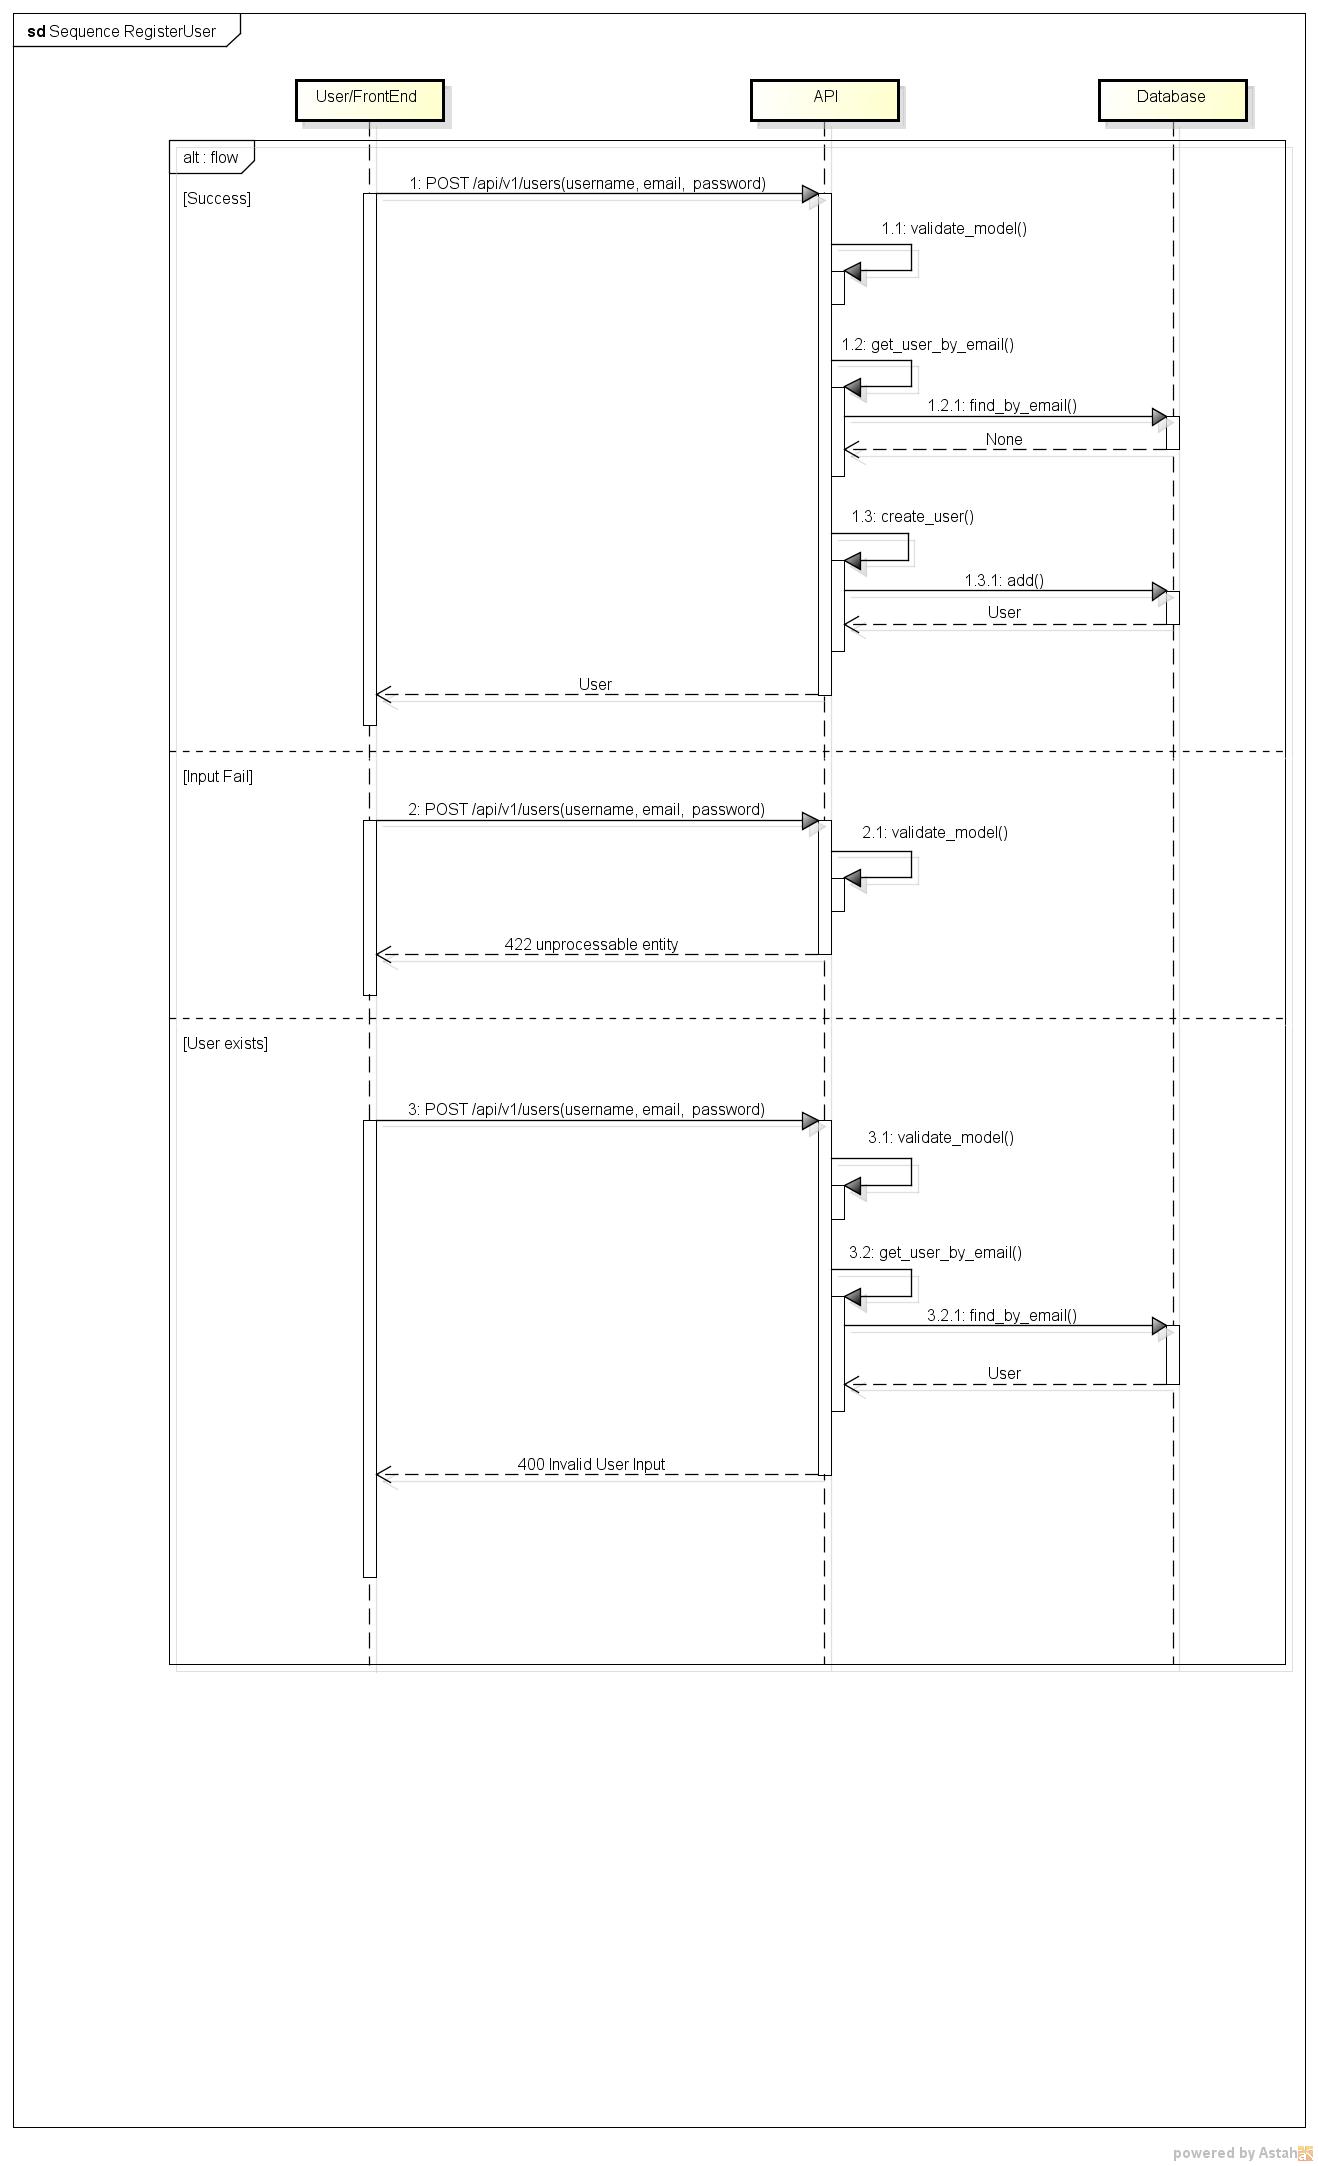 sd Sequence RegisterUser
User/FrontEnd
API
Database
alt : flow
[Success]
1: POST /api/v1/users(username, email,  password)
1.1: validate_model()
1.2: get_user_by_email()
1.2.1: find_by_email()
None
1.3: create_user()
1.3.1: add()
User
User
[Input Fail]
2: POST /api/v1/users(username, email,  password)
2.1: validate_model()
422 unprocessable entity
[User exists]
3: POST /api/v1/users(username, email,  password)
3.1: validate_model()
3.2: get_user_by_email()
3.2.1: find_by_email()
User
400 Invalid User Input
powered by Astah